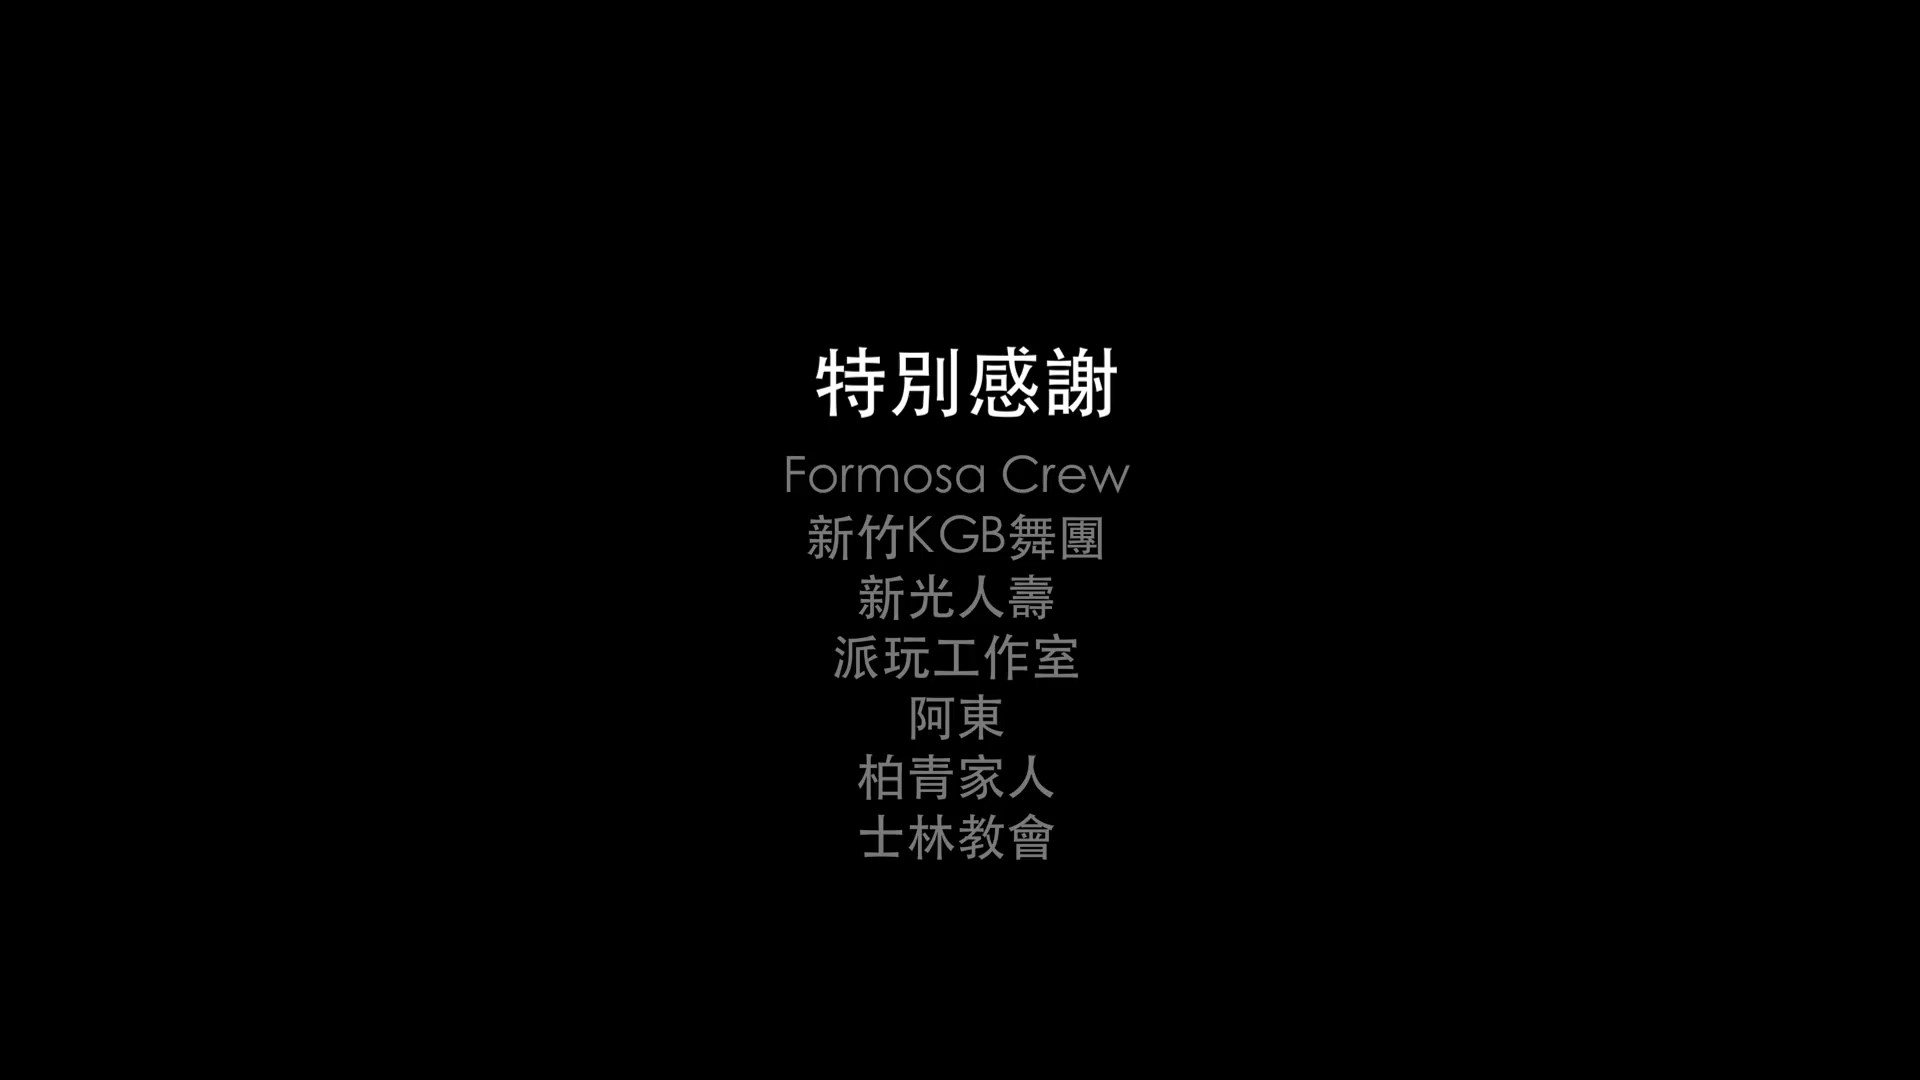 特別感謝
Formosa Crew
新竹KGB舞團
新光人壽
派玩工作室
阿東
柏青家人
士林教會